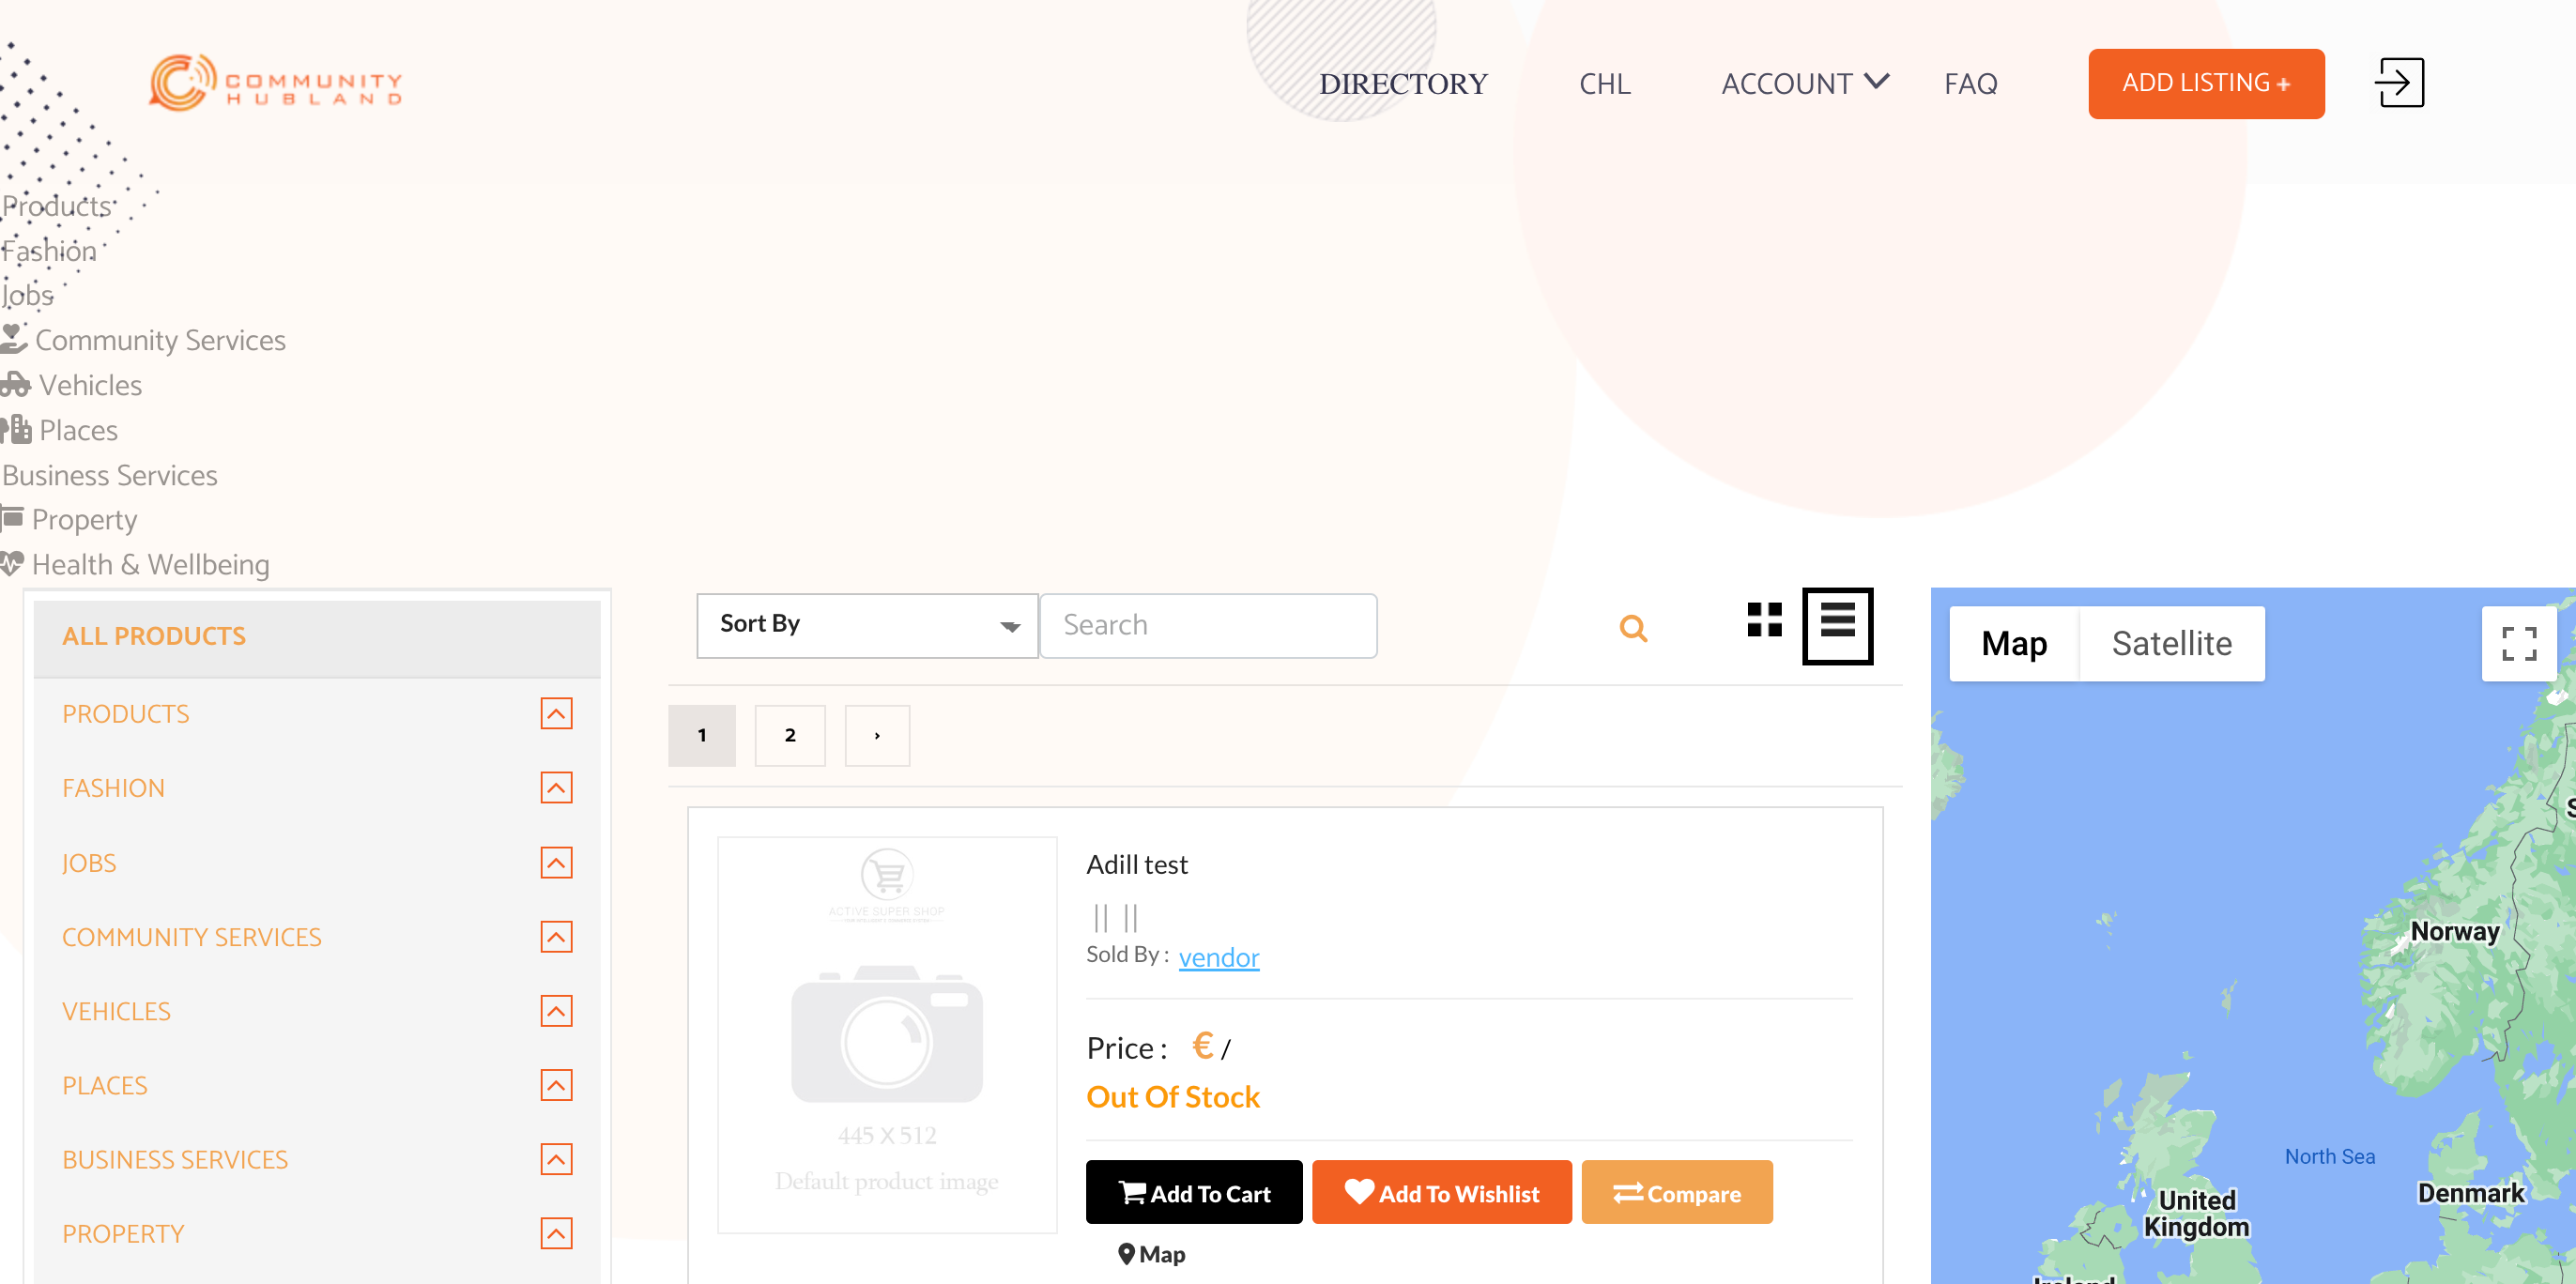 COMMUNITY
HUBLAND
DIRECTORY
CHL
ACCOUNT
FAQ
ADD LISTING +
Products
Fashion
Jobs
Community Services
Vehicles
Places
Business Services
Property
Health & Wellbeing
ALL PRODUCTS
PRODUCTS
FASHION
JOBS
COMMUNITY SERVICES
VEHICLES
PLACES
BUSINESS SERVICES
PROPERTY
Sort By
Search
1
2
›
ACTIVE SUPER SHOP
445 X 512
Default product image
Adill test
|| ||
Sold By : vendor
Price : € /
Out Of Stock
Add To Cart
Add To Wishlist
Compare
Map
Map
Satellite
Norway
North Sea
Denmark
United
Kingdom
Ireland